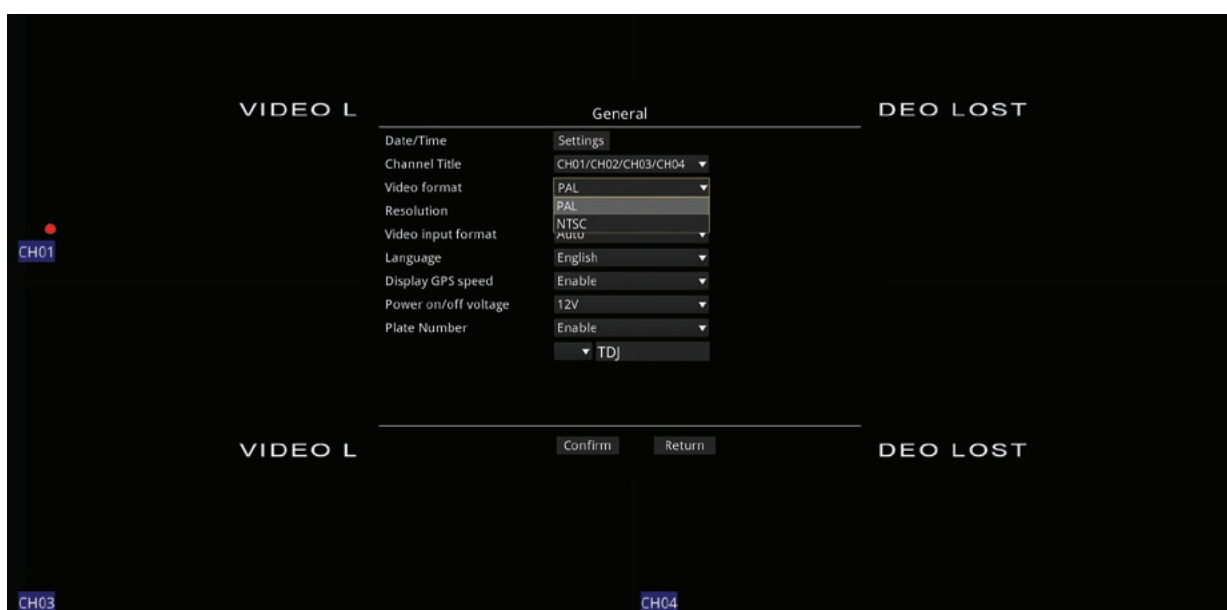 VIDEO L
General
DEO LOST
Date/Time Settings
Channel Title CH01/CH02/CH03/CH04
Video format PAL
PAL
Resolution
NTSC
Video input format Auto
CH01
Language English
Display GPS speed Enable
Power on/off voltage 12V
Plate Number Enable
TDJ
VIDEO L
Confirm Return
DEO LOST
CH03
CH04